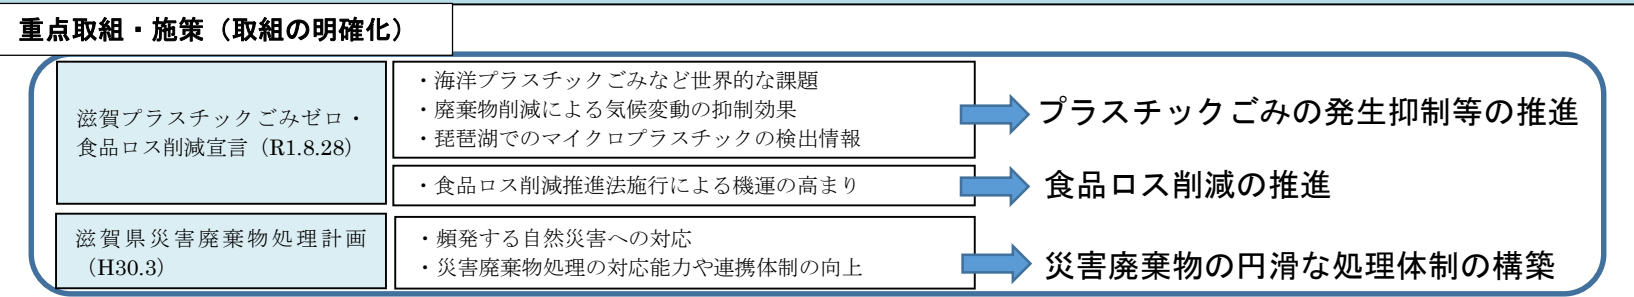 重点取組・施策（取組の明確化）
滋賀プラスチックごみゼロ・
食品ロス削減宣言（R1.8.28）
・海洋プラスチックごみなど世界的な課題
・廃棄物削減による気候変動の抑制効果
・琵琶湖でのマイクロプラスチックの検出情報
プラスチックごみの発生抑制等の推進
・食品ロス削減推進法施行による機運の高まり
食品ロス削減の推進
滋賀県災害廃棄物処理計画
（H30.3）
・頻発する自然災害への対応
・災害廃棄物処理の対応能力や連携体制の向上
災害廃棄物の円滑な処理体制の構築